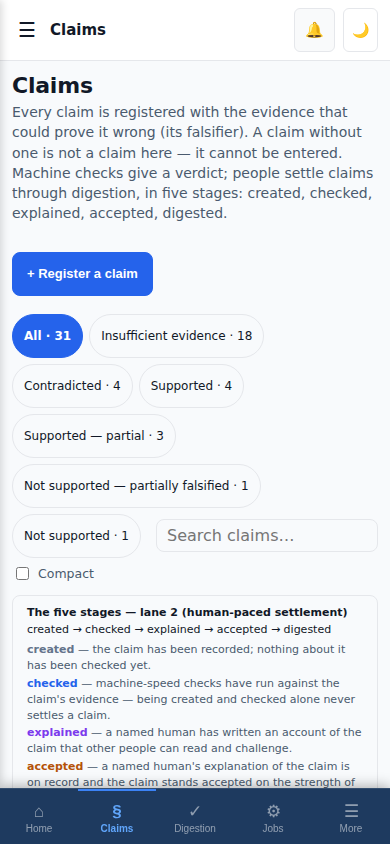 ☰ Claims 🔔 🌙
Claims
Every claim is registered with the evidence that
could prove it wrong (its falsifier). A claim without
one is not a claim here — it cannot be entered.
Machine checks give a verdict; people settle claims
through digestion, in five stages: created, checked,
explained, accepted, digested.
+ Register a claim
All · 31 Insufficient evidence · 18
Contradicted · 4 Supported · 4
Supported — partial · 3
Not supported — partially falsified · 1
Not supported · 1 Search claims…
Compact
The five stages — lane 2 (human-paced settlement)
created → checked → explained → accepted → digested
created — the claim has been recorded; nothing about it
has been checked yet.
checked — machine-speed checks have run against the
claim's evidence — being created and checked alone never
settles a claim.
explained — a named human has written an account of the
claim that other people can read and challenge.
accepted — a named human's explanation of the claim is
on record and the claim stands accepted on the strength of
⌂ § ✓ ⚙ ☰
Home Claims Digestion Jobs More